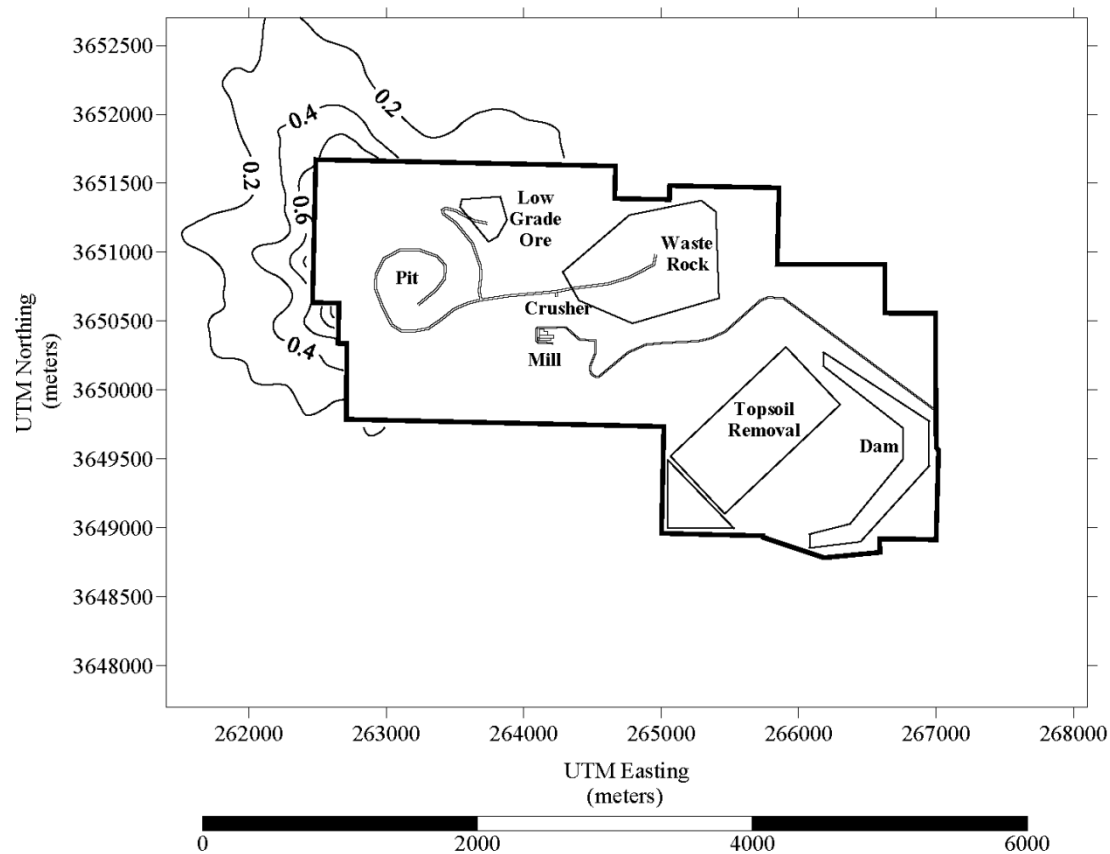 3652500
3652000
3651500
3651000
3650500
3650000
3649500
3649000
3648500
3648000
UTM Northing
(meters)
0.2
0.4
0.2
0.6
0.4
Low
Grade
Ore
Waste
Rock
Pit
Crusher
Mill
Topsoil
Removal
Dam
262000 263000 264000 265000 266000 267000 268000
UTM Easting
(meters)
0 2000 4000 6000